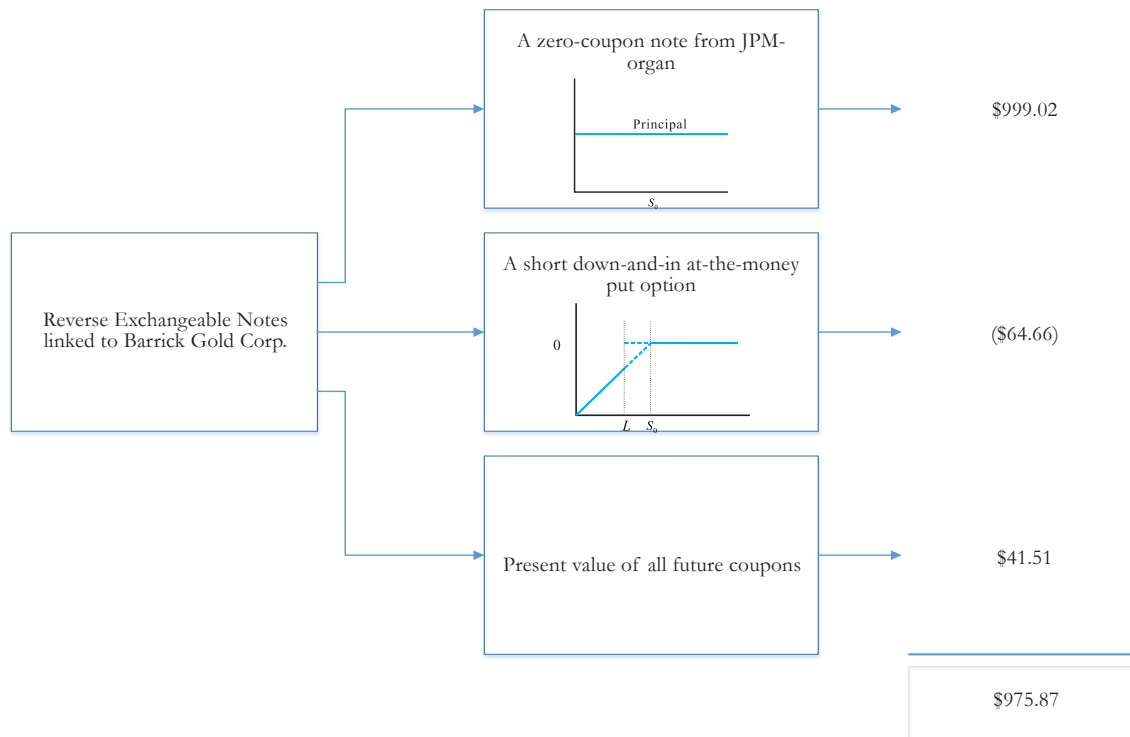 A zero-coupon note from JPM-
organ
Principal
S₀
$999.02
Reverse Exchangeable Notes
linked to Barrick Gold Corp.
A short down-and-in at-the-money
put option
0
L S₀
($64.66)
Present value of all future coupons
$41.51
$975.87